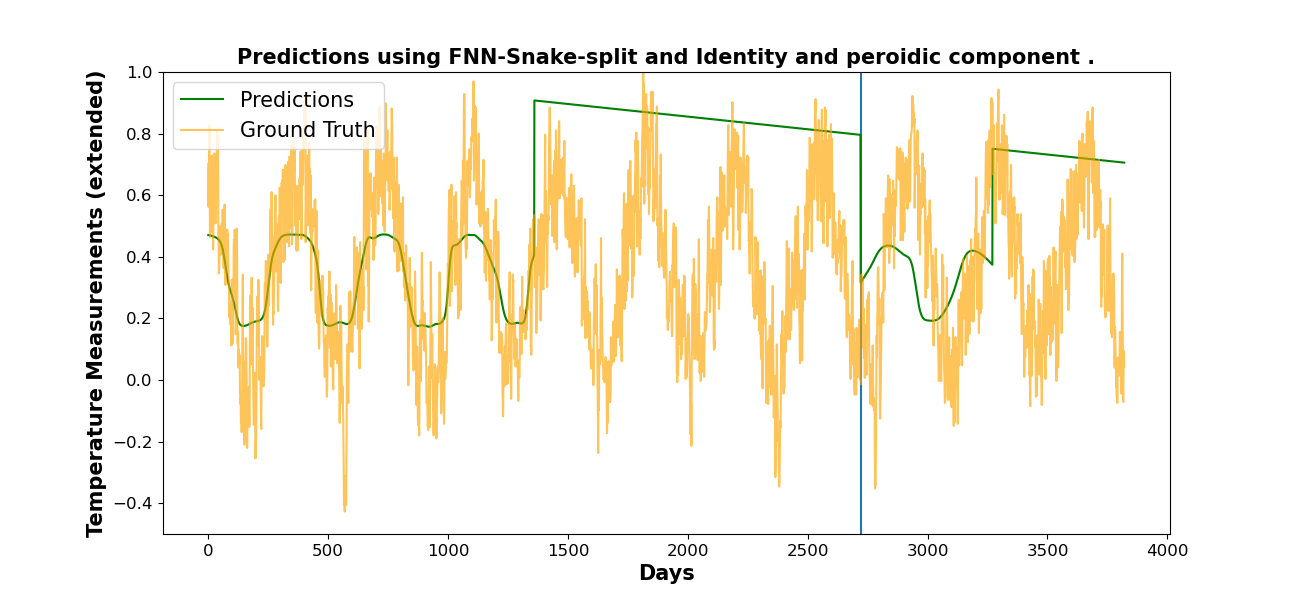 Predictions using FNN-Snake-split and Identity and peroidic component .
Temperature Measurements (extended)
1.0
0.8
0.6
0.4
0.2
0.0
−0.2
−0.4
Predictions
Ground Truth
0 500 1000 1500 2000 2500 3000 3500 4000
Days